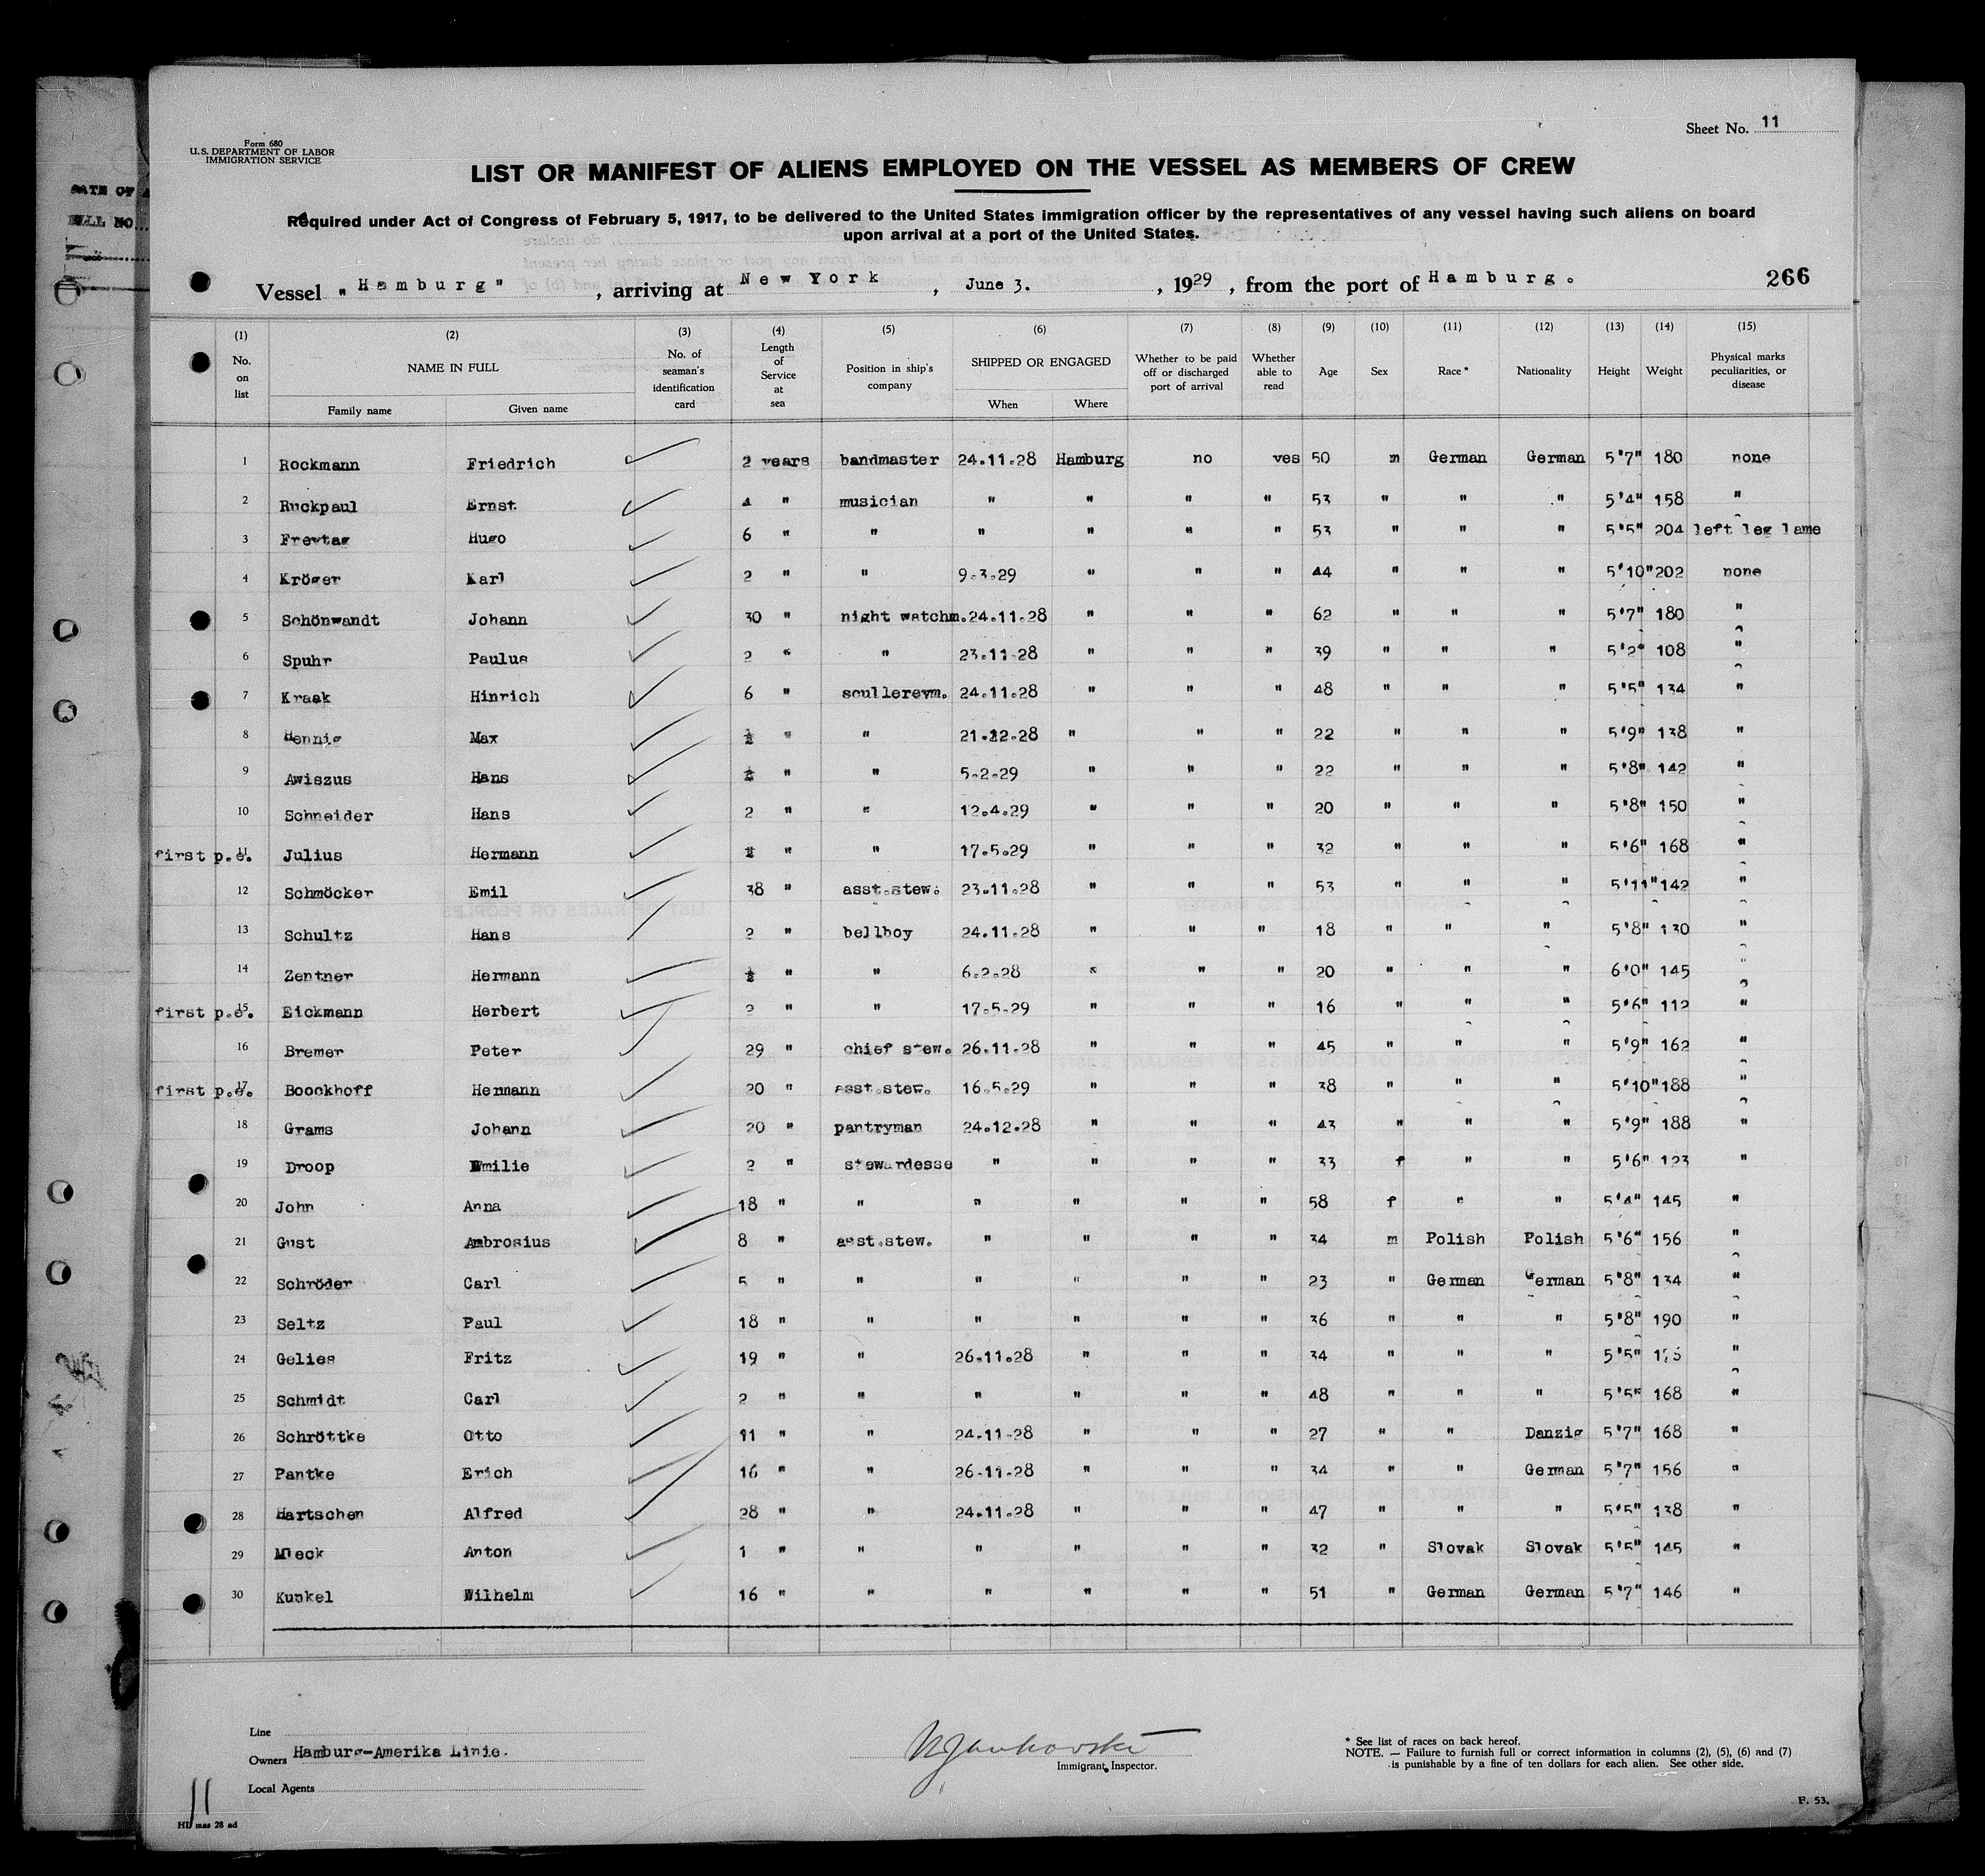 Form 680
U.S. DEPARTMENT OF LABOR
IMMIGRATION SERVICE
Sheet No. 11
LIST OR MANIFEST OF ALIENS EMPLOYED ON THE VESSEL AS MEMBERS OF CREW
Required under Act of Congress of February 5, 1917, to be delivered to the United States immigration officer by the representatives of any vessel having such aliens on board
upon arrival at a port of the United States.
Vessel "Hamburg", arriving at New York, June 3., 1929, from the port of Hamburg. 266
(1) (2) (3) (4) (5) (6) (7) (8) (9) (10) (11) (12) (13) (14) (15)
No. on list NAME IN FULL Family name Given name No. of seaman's identification card Length of Service at sea Position in ship's company SHIPPED OR ENGAGED When Where Whether to be paid off or discharged port of arrival Whether able to read Age Sex Race * Nationality Height Weight Physical marks peculiarities, or disease
1 Rockmann Friedrich 2 years bandmaster 24.11.28 Hamburg no yes 50 m German German 5'7" 180 none
2 Ruckpaul Ernst 4 " musician " " " " 53 " " " 5'4" 158 "
3 Freytag Hugo 6 " " " " " " 53 " " " 5'5" 204 left leg lame
4 Kröger Karl 2 " " 9.3.29 " " " 44 " " " 5'10" 202 none
5 Schönwandt Johann 30 " night watchm. 24.11.28 " " " 62 " " " 5'7" 180 "
6 Spuhr Paulus 2 " " 23.11.28 " " " 39 " " " 5'2" 108 "
7 Kraak Hinrich 6 " scullereym. 24.11.28 " " " 48 " " " 5'5" 134 "
8 Hennig Max ½ " " 21.12.28 " " " 22 " " " 5'9" 138 "
9 Awiszus Hans ½ " " 5.2.29 " " " 22 " " " 5'8" 142 "
10 Schneider Hans 2 " " 12.4.29 " " " 20 " " " 5'8" 150 "
first p.e. 11 Julius Hermann ½ " " 17.5.29 " " " 32 " " " 5'6" 168 "
12 Schmöcker Emil 38 " asst.stew. 23.11.28 " " " 53 " " " 5'11" 142 "
13 Schultz Hans 2 " bellboy 24.11.28 " " " 18 " " " 5'8" 130 "
14 Zentner Hermann ½ " " 6.2.28 " " " 20 " " " 6'0" 145 "
first p.e. 15 Eickmann Herbert 2 " " 17.5.29 " " " 16 " " " 5'6" 112 "
16 Bremer Peter 29 " chief stew. 26.11.28 " " " 45 " " " 5'9" 162 "
first p.e. 17 Boockhoff Hermann 20 " asst.stew. 16.5.29 " " " 38 " " " 5'10" 188 "
18 Grams Johann 20 " pantryman 24.12.28 " " " 43 " " " 5'9" 188 "
19 Droop Emilie 2 " stewardesse " " " " 33 f " " 5'6" 123 "
20 John Anna 18 " " " " " " 58 f " " 5'4" 145 "
21 Gust Ambrosius 8 " asst.stew. " " " " 34 m Polish Polish 5'6" 156 "
22 Schröder Carl 5 " " " " " " 23 " German German 5'8" 134 "
23 Seltz Paul 18 " " " " " " 36 " " " 5'8" 190 "
24 Gelies Fritz 19 " " 26.11.28 " " " 34 " " " 5'5" "
25 Schmidt Carl 2 " " " " " " 48 " " " 5'5" 168 "
26 Schröttke Otto 11 " " 24.11.28 " " " 27 " " Danzig 5'7" 168 "
27 Pantke Erich 16 " " 26.11.28 " " " 34 " " German 5'7" 156 "
28 Hartschen Alfred 28 " " 24.11.28 " " " 47 " " " 5'5" 138 "
29 Mleck Anton 1 " " " " " " 32 " Slovak Slovak 5'5" 145 "
30 Kunkel Wilhelm 16 " " " " " " 51 " German German 5'7" 146 "
Line
Owners Hamburg-Amerika Linie.
Local Agents
Immigrant Inspector.
* See list of races on back hereof.
NOTE. — Failure to furnish full or correct information in columns (2), (5), (6) and (7)
is punishable by a fine of ten dollars for each alien. See other side.
11
F. 53.